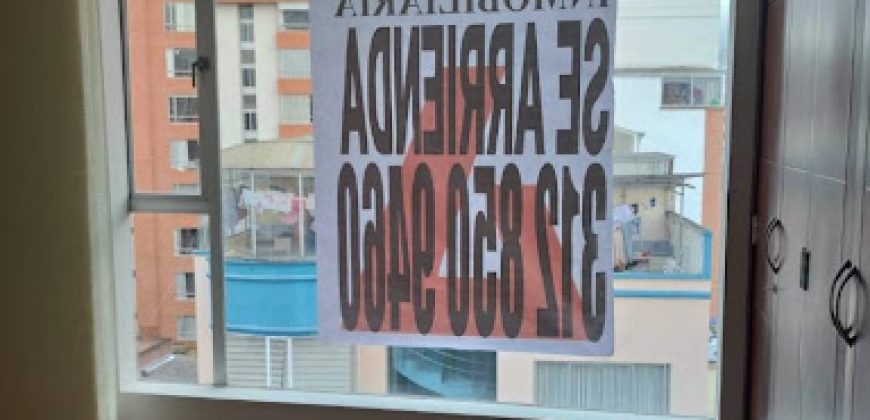 INMOBILIARIA
SE ARRIENDA
312 850 9460